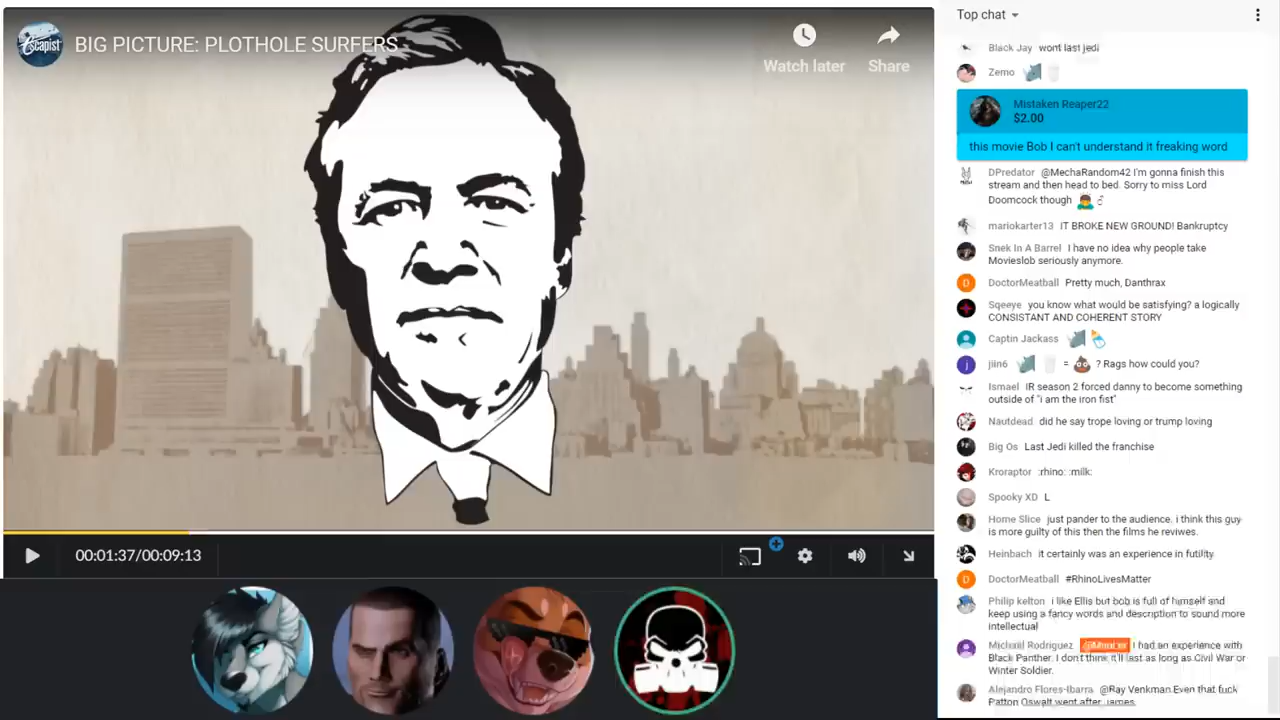 Escapist
BIG PICTURE: PLOTHOLE SURFERS
Watch later
Share
00:01:37/00:09:13
Top chat
Black Jay wont last jedi
Zemo
Mistaken Reaper22
$2.00
this movie Bob I can't understand it freaking word
DPredator @MechaRandom42 I'm gonna finish this
stream and then head to bed. Sorry to miss Lord
Doomcock though
mariokarter13 IT BROKE NEW GROUND! Bankruptcy
Snek In A Barrel I have no idea why people take
Movieslob seriously anymore.
DoctorMeatball Pretty much, Danthrax
Sqeeye you know what would be satisfying? a logically
CONSISTANT AND COHERENT STORY
Captin Jackass
jiin6 = ? Rags how could you?
Ismael IR season 2 forced danny to become something
outside of "i am the iron fist"
Nautdead did he say trope loving or trump loving
Big Os Last Jedi killed the franchise
Kroraptor :rhino: :milk:
Spooky XD L
Home Slice just pander to the audience. i think this guy
is more guilty of this then the films he reviwes.
Heinbach it certainly was an experience in futility
DoctorMeatball #RhinoLivesMatter
Philip kelton i like Ellis but bob is full of himself and
keep using a fancy words and description to sound more
intellectual
Michael Rodriguez @MauLer I had an experience with
Black Panther. I don't think it'll last as long as Civil War or
Winter Soldier.
Alejandro Flores-Ibarra @Ray Venkman Even that fuck
Patton Oswalt went after james.